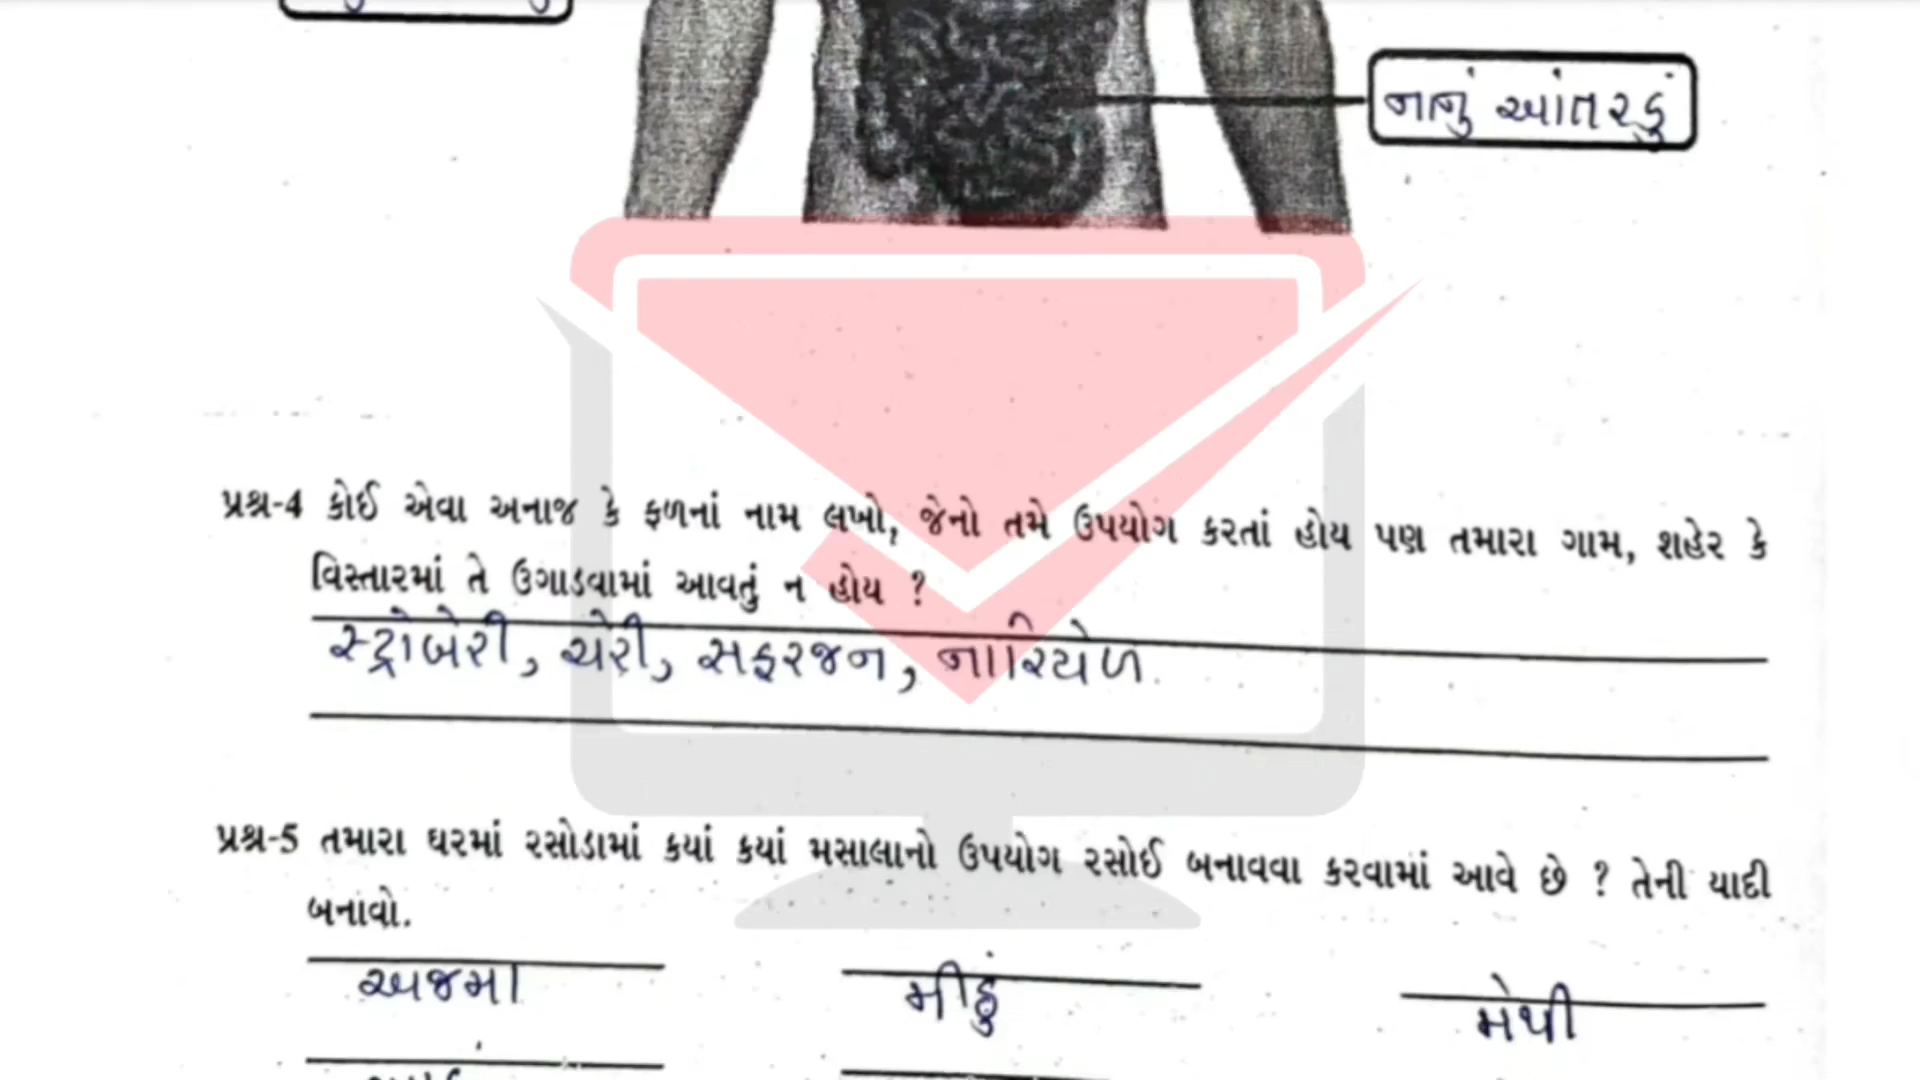 નાનું આંતરડું
પ્રશ્ન-4 કોઈ એવા અનાજ કે ફળનાં નામ લખો, જેનો તમે ઉપયોગ કરતાં હોય પણ તમારા ગામ, શહેર કે
વિસ્તારમાં તે ઉગાડવામાં આવતું ન હોય ?
સ્ટ્રોબેરી, ચેરી, સફરજન, નારિયેળ.
પ્રશ્ન-5 તમારા ઘરમાં રસોડામાં કયાં કયાં મસાલાનો ઉપયોગ રસોઈ બનાવવા કરવામાં આવે છે ? તેની યાદી
બનાવો.
અજમા મીઠું મેથી